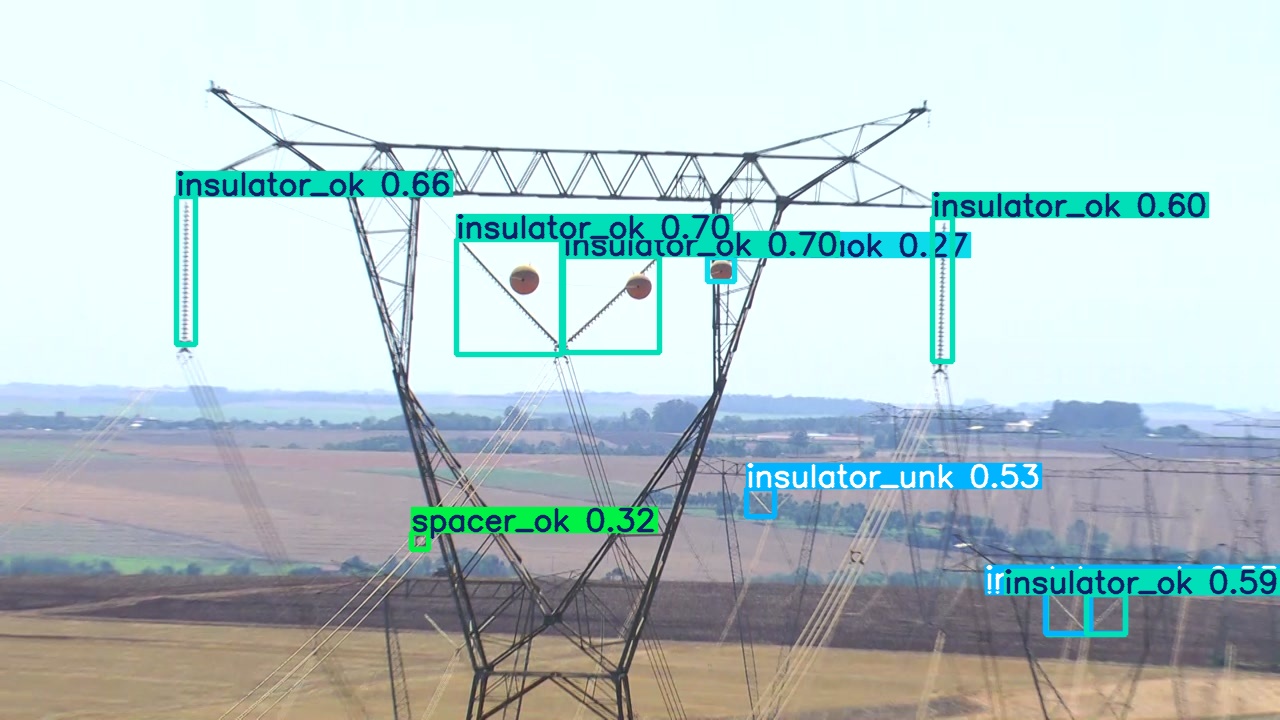 insulator_ok 0.66
insulator_ok 0.60
insulator_ok 0.70
insulator_ok 0.70
0.27
insulator_unk 0.53
spacer_ok 0.32
insulator_ok 0.59